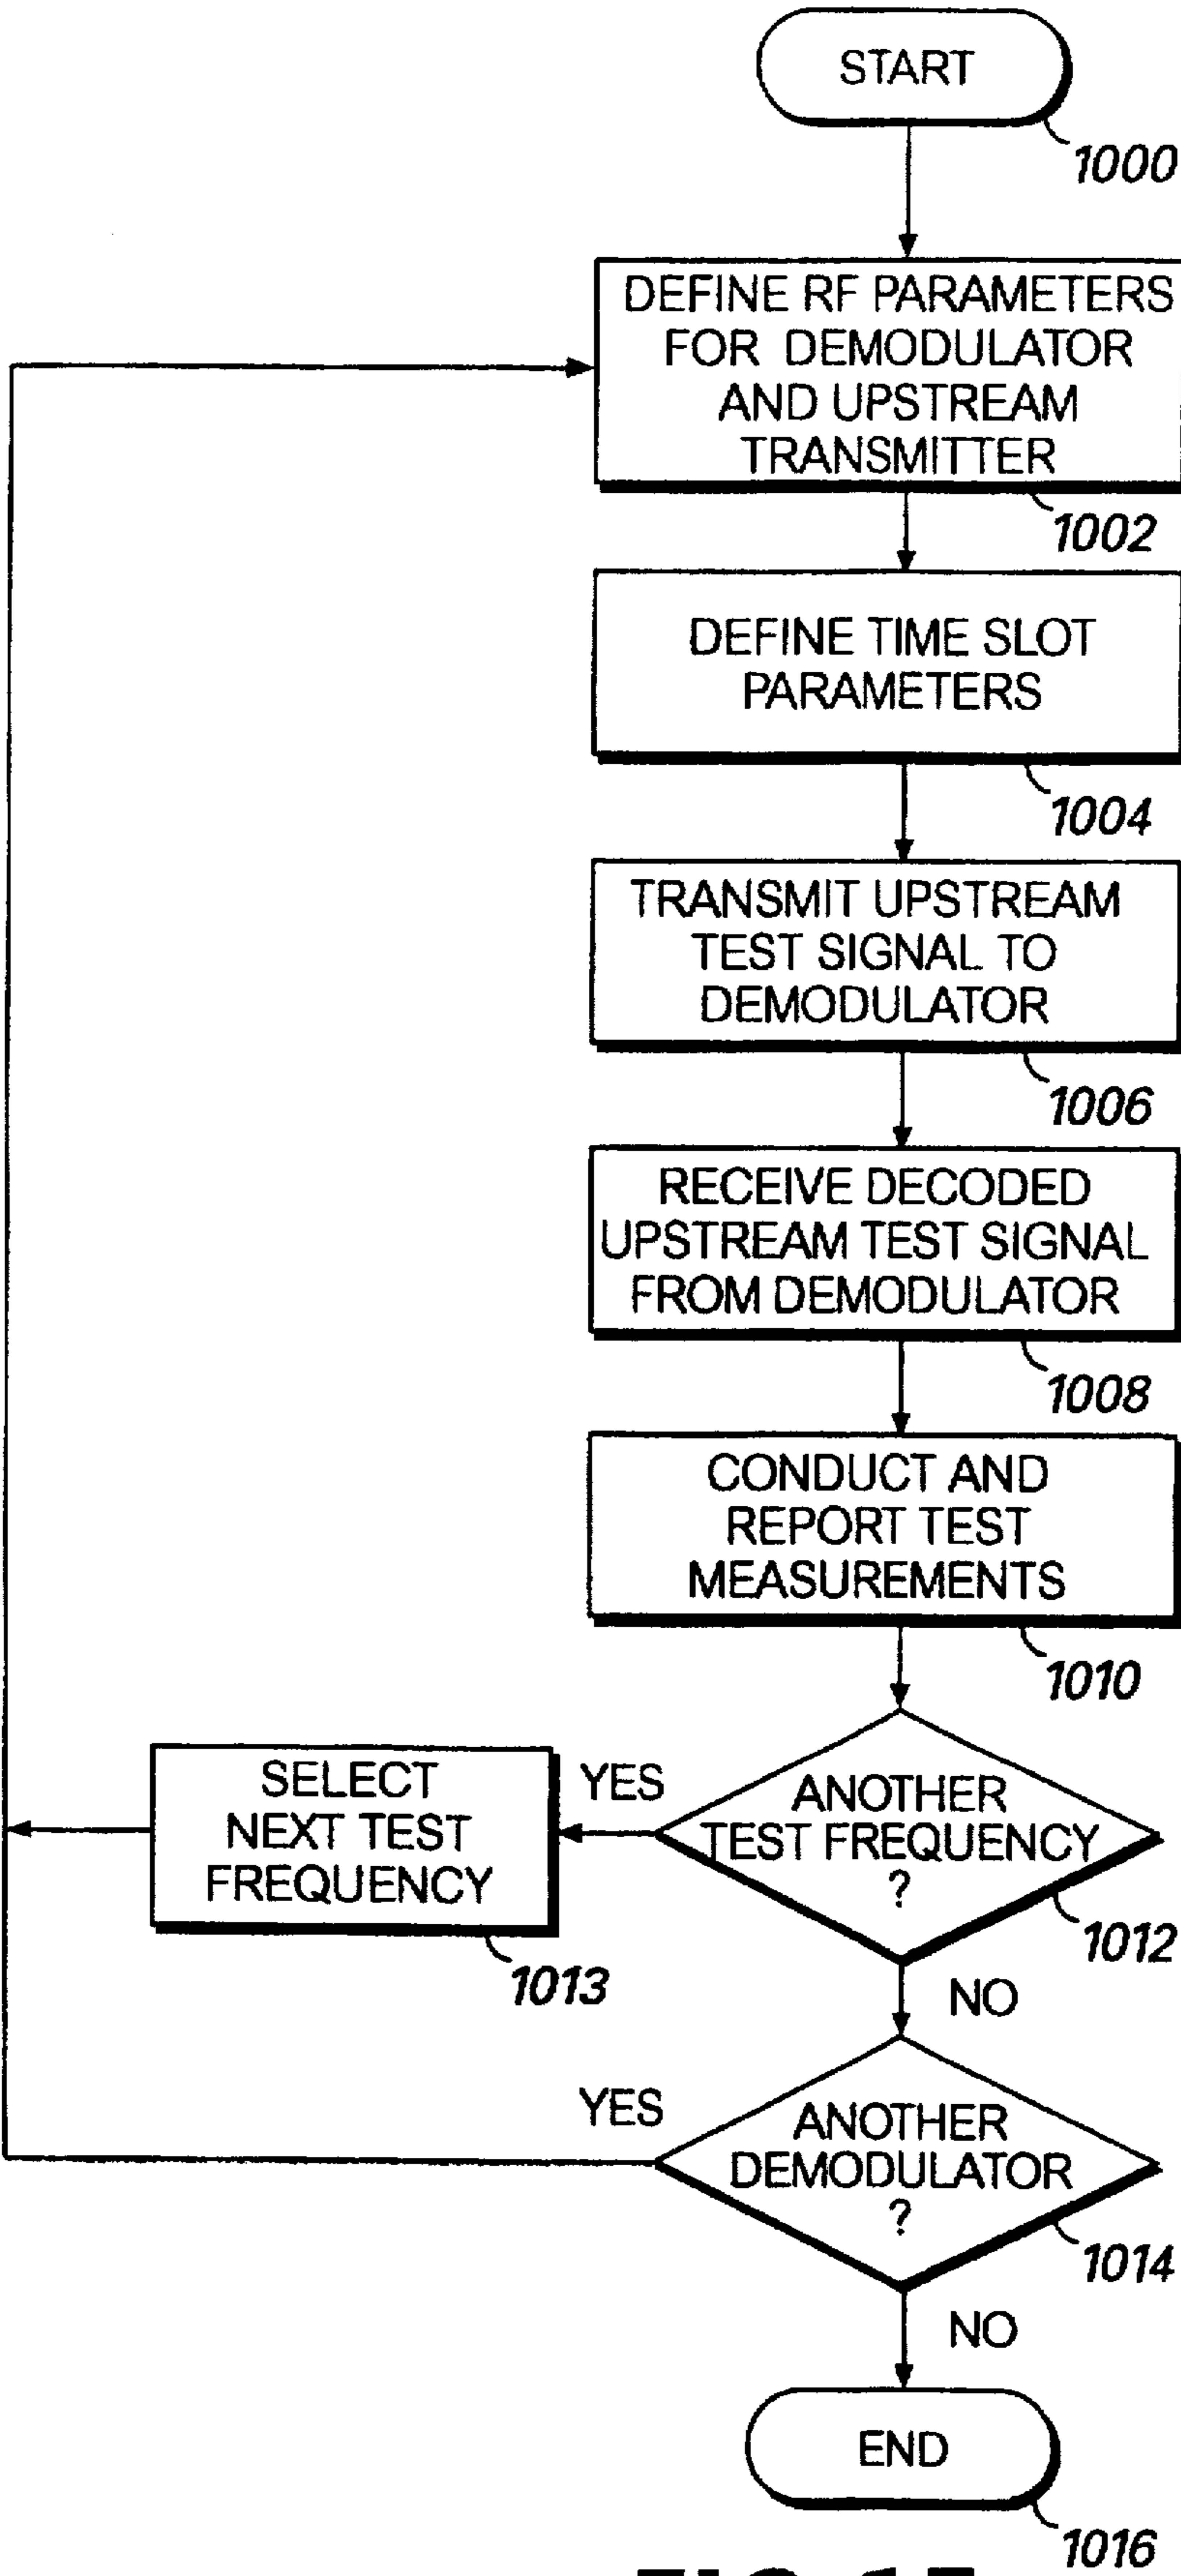 START
1000
DEFINE RF PARAMETERS
FOR DEMODULATOR
AND UPSTREAM
TRANSMITTER
1002
DEFINE TIME SLOT
PARAMETERS
1004
TRANSMIT UPSTREAM
TEST SIGNAL TO
DEMODULATOR
1006
RECEIVE DECODED
UPSTREAM TEST SIGNAL
FROM DEMODULATOR
1008
CONDUCT AND
REPORT TEST
MEASUREMENTS
1010
SELECT
NEXT TEST
FREQUENCY
1013
YES
ANOTHER
TEST FREQUENCY
?
1012
NO
YES
ANOTHER
DEMODULATOR
?
1014
NO
END
1016